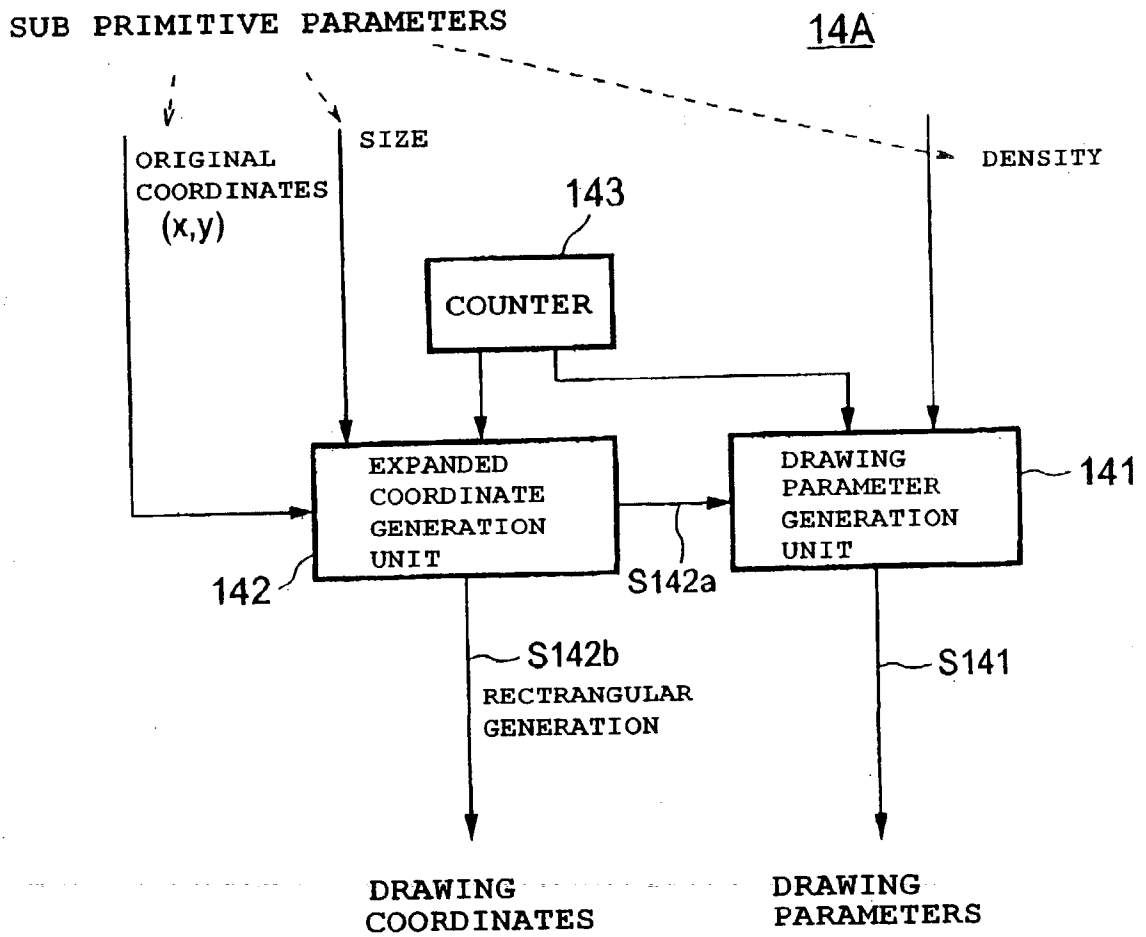 SUB PRIMITIVE PARAMETERS
14A
ORIGINAL
COORDINATES
(x,y)
SIZE
DENSITY
143
COUNTER
EXPANDED
COORDINATE
GENERATION
UNIT
142
DRAWING
PARAMETER
GENERATION
UNIT
141
S142a
S142b
RECTRANGULAR
GENERATION
S141
DRAWING
COORDINATES
DRAWING
PARAMETERS